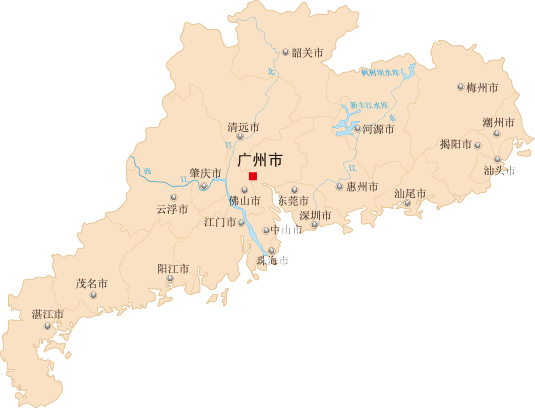 韶关市
北
枫树坝水库
梅州市
新丰江水库
东
清远市
河源市
潮州市
江
揭阳市
广州市
西
江
肇庆市
江
汕头市
惠州市
云浮市
佛山市
东莞市
汕尾市
江门市
深圳市
中山市
珠海市
阳江市
茂名市
湛江市